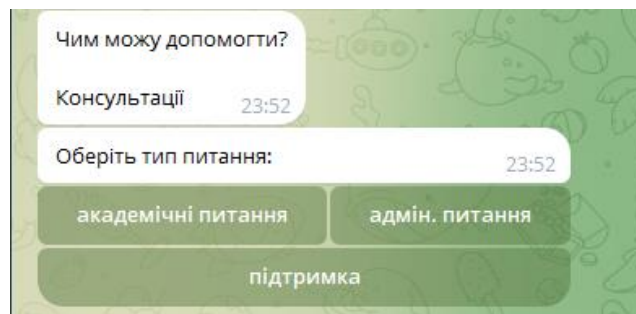 Чим можу допомогти?
Консультації 23:52
Оберіть тип питання: 23:52
академічні питання адмін. питання
підтримка